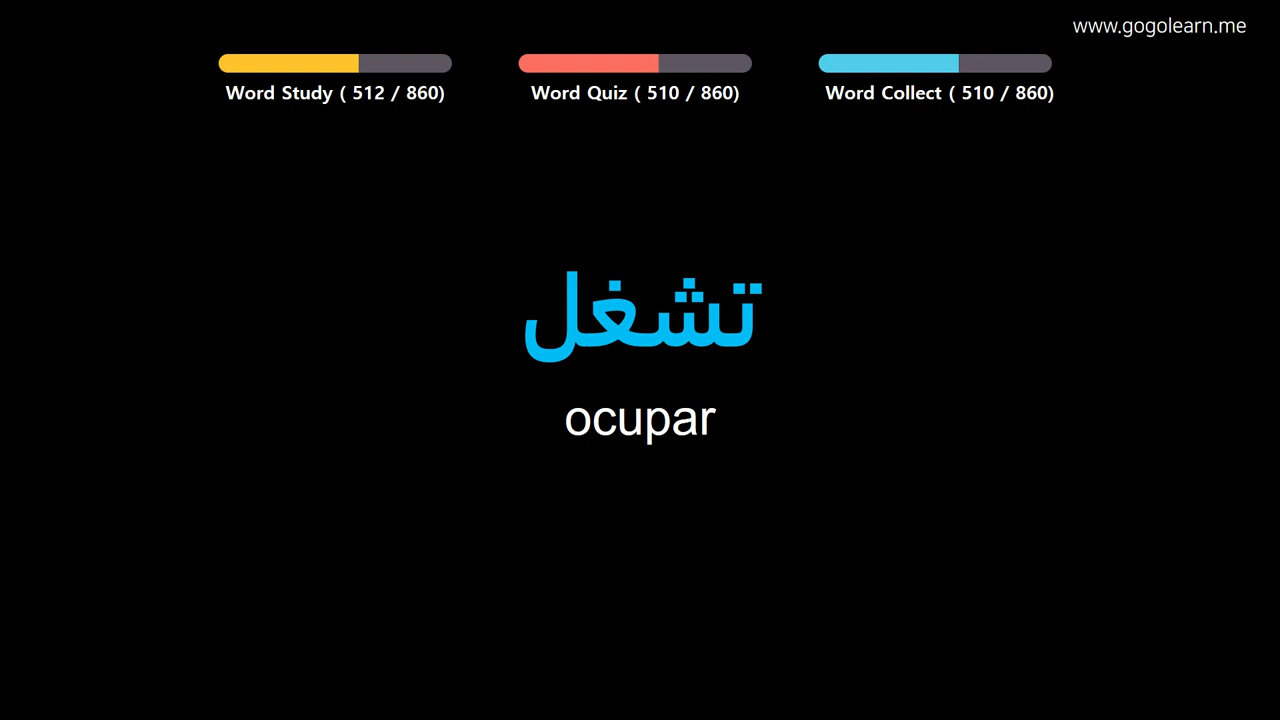 www.gogolearn.me
Word Study ( 512 / 860)
Word Quiz ( 510 / 860)
Word Collect ( 510 / 860)
تشغل
ocupar